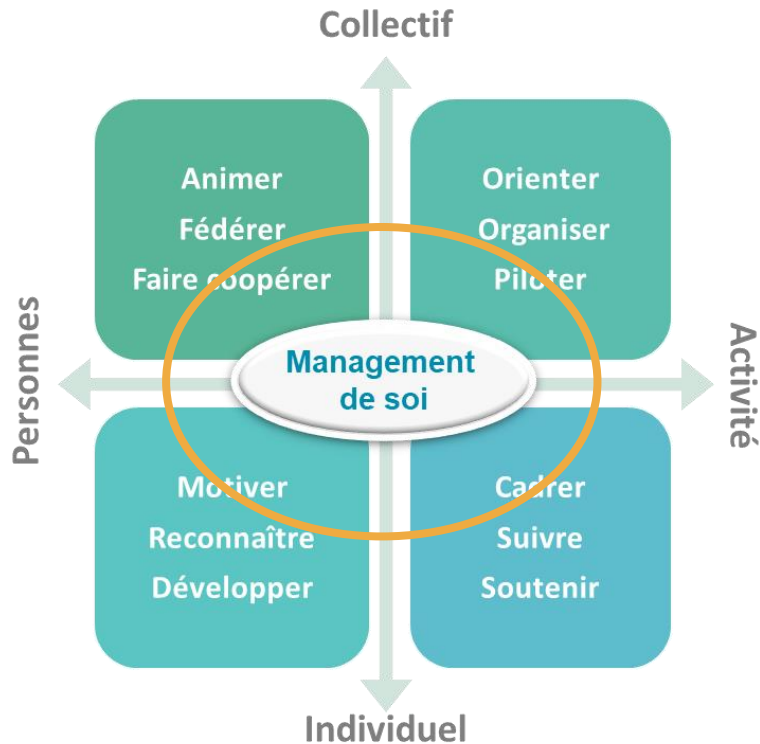 Collectif
Animer
Fédérer
Faire coopérer
Orienter
Organiser
Piloter
Personnes
Management
de soi
Activité
Motiver
Reconnaître
Développer
Cadrer
Suivre
Soutenir
Individuel